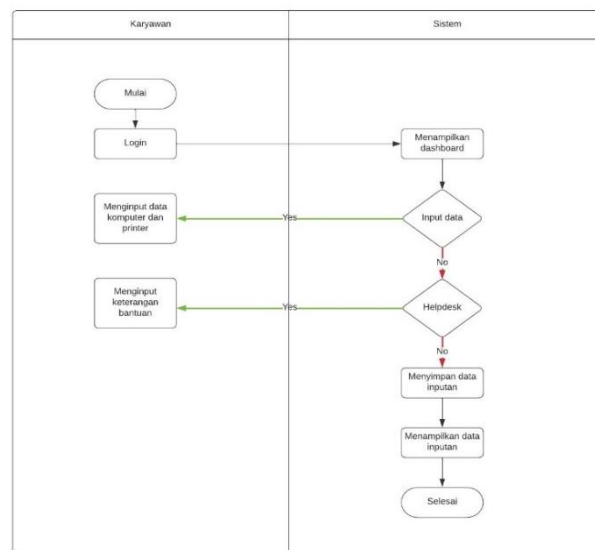 Karyawan
Sistem
Mulai
Login
Menampilkan
dashboard
Menginput data
komputer dan
printer
Yes
Input data
No
Menginput
keterangan
bantuan
Yes
Helpdesk
No
Menyimpan data
inputan
Menampilkan data
inputan
Selesai